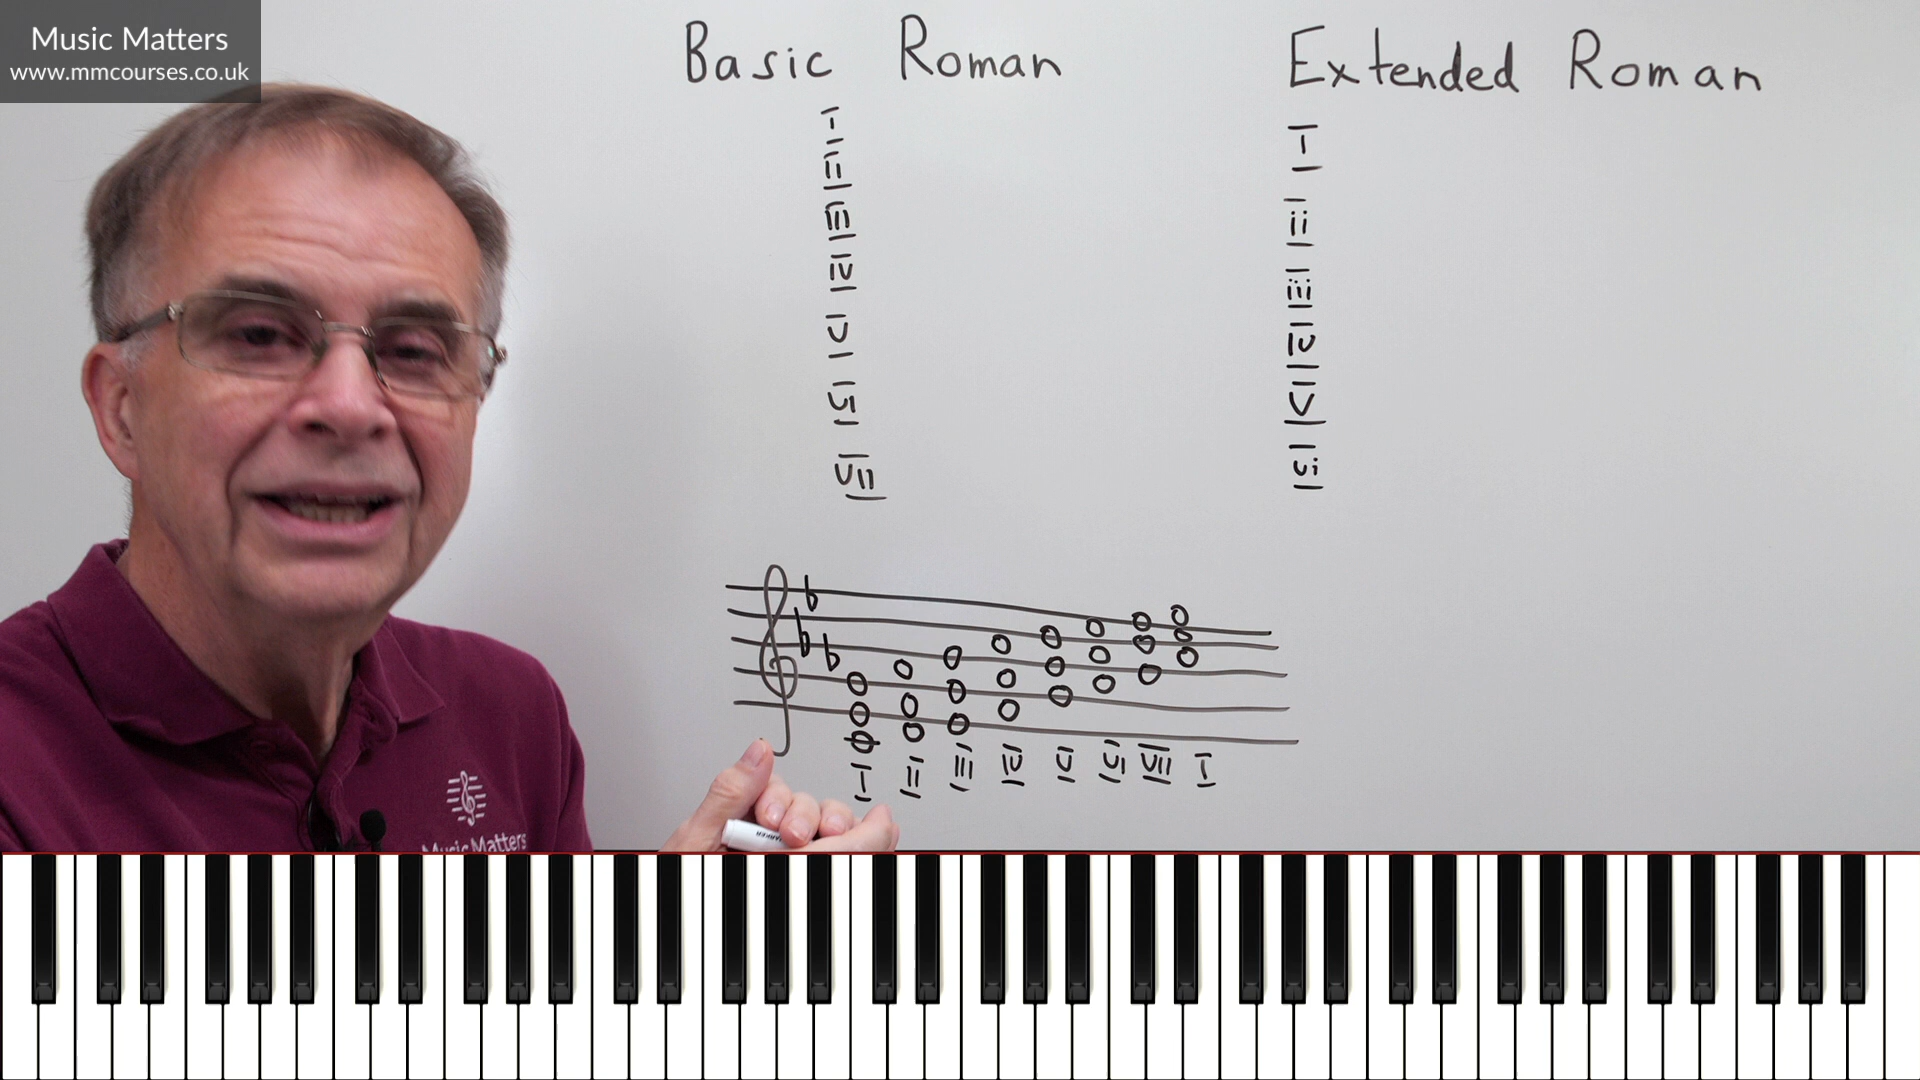 Music Matters
www.mmcourses.co.uk
Basic Roman
I
II
III
IV
V
VI
VII
Extended Roman
I
ii
iii
IV
V
vi
I II III IV V VI VII I
Music Matters
MARKER